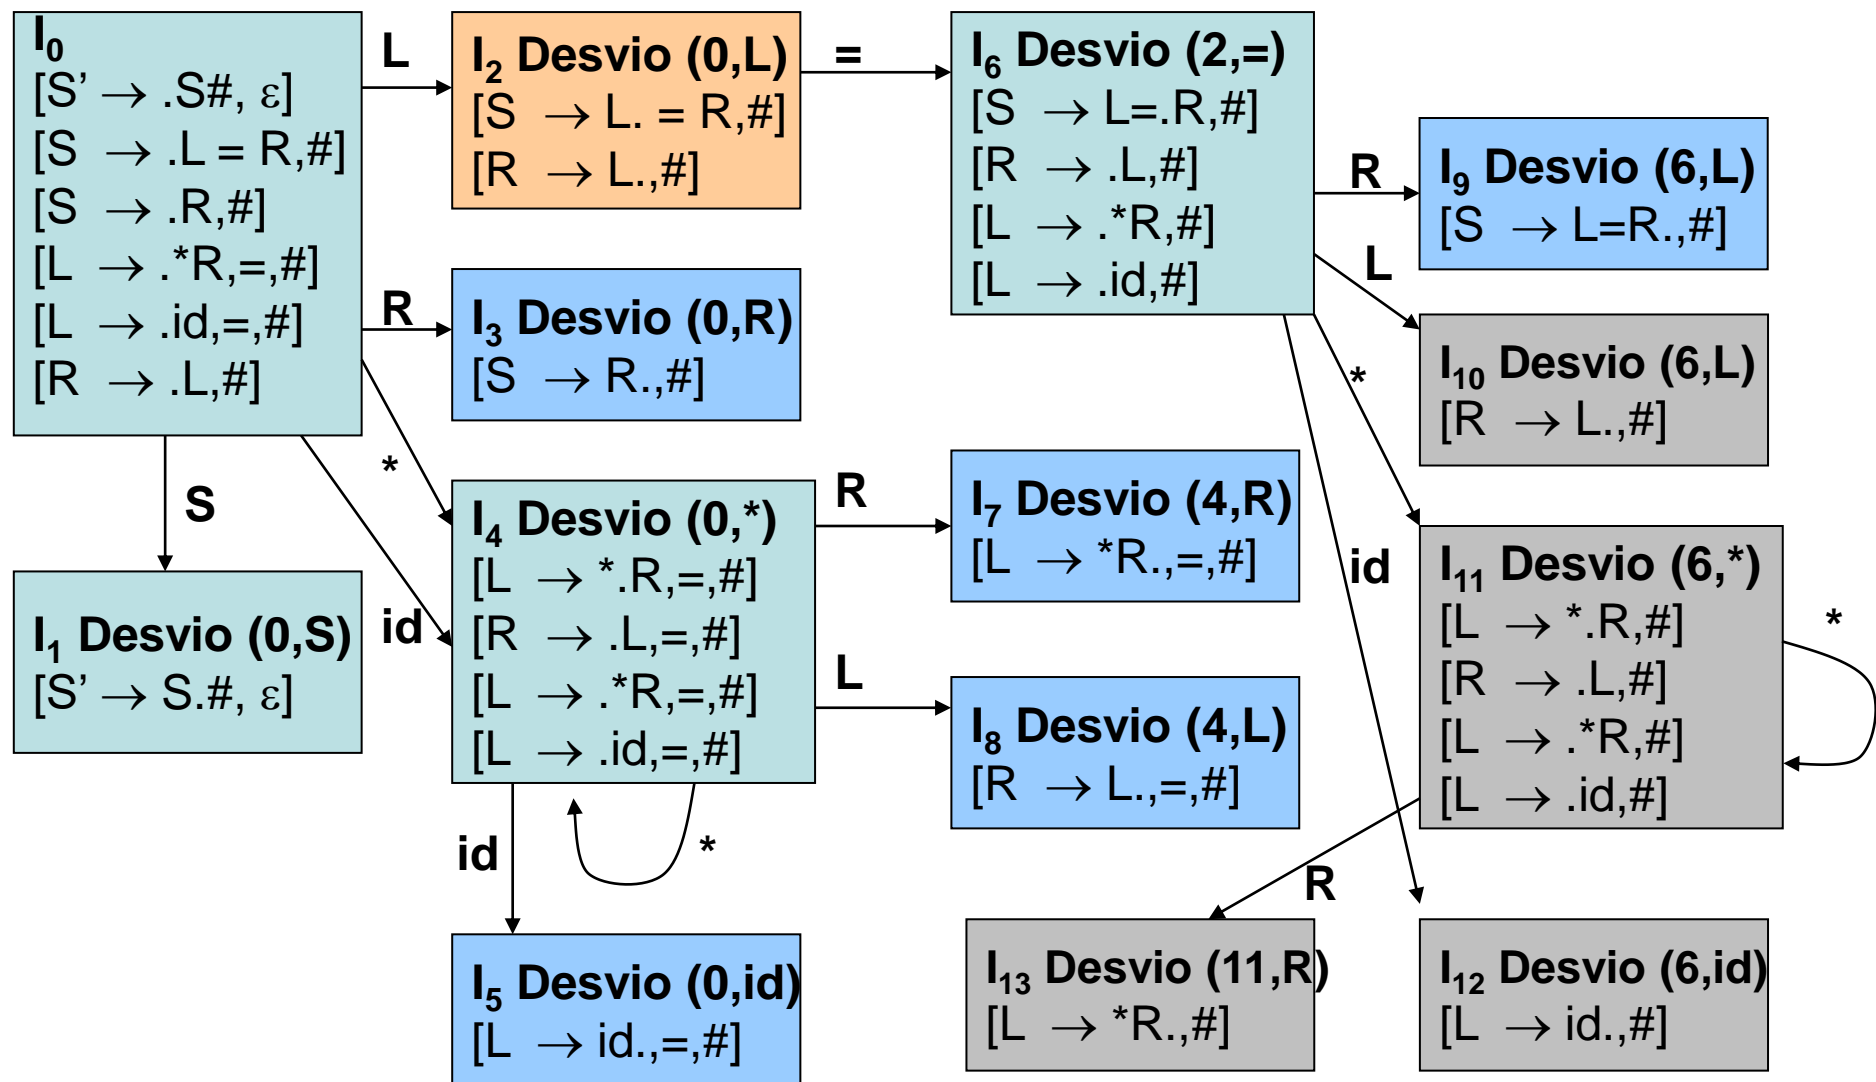 I₀
[S’ → .S#, ε]
[S → .L = R,#]
[S → .R,#]
[L → .*R,=,#]
[L → .id,=,#]
[R → .L,#]
L
I₂ Desvio (0,L)
[S → L. = R,#]
[R → L.,#]
=
I₆ Desvio (2,=)
[S → L=.R,#]
[R → .L,#]
[L → .*R,#]
[L → .id,#]
R
I₉ Desvio (6,L)
[S → L=R.,#]
R
I₃ Desvio (0,R)
[S → R.,#]
L
I₁₀ Desvio (6,L)
[R → L.,#]
*
*
S
I₁ Desvio (0,S)
[S’ → S.#, ε]
id
I₄ Desvio (0,*)
[L → *.R,=,#]
[R → .L,=,#]
[L → .*R,=,#]
[L → .id,=,#]
R
I₇ Desvio (4,R)
[L → *R.,=,#]
L
I₈ Desvio (4,L)
[R → L.,=,#]
id
I₁₁ Desvio (6,*)
[L → *.R,#]
[R → .L,#]
[L → .*R,#]
[L → .id,#]
*
id
*
R
I₅ Desvio (0,id)
[L → id.,=,#]
I₁₃ Desvio (11,R)
[L → *R.,#]
I₁₂ Desvio (6,id)
[L → id.,#]